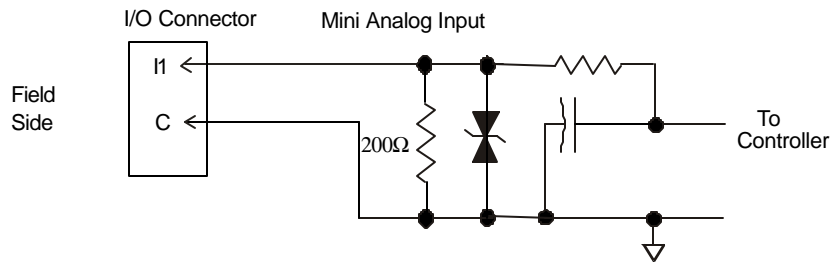 I/O Connector
Mini Analog Input
I1
Field
Side
C
200Ω
To
Controller